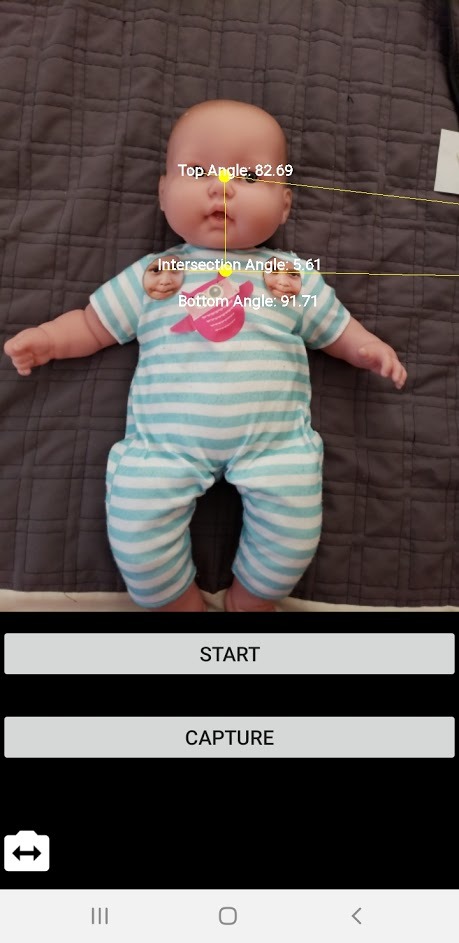 Top Angle: 82.69
Intersection Angle: 5.61
Bottom Angle: 91.71
START
CAPTURE